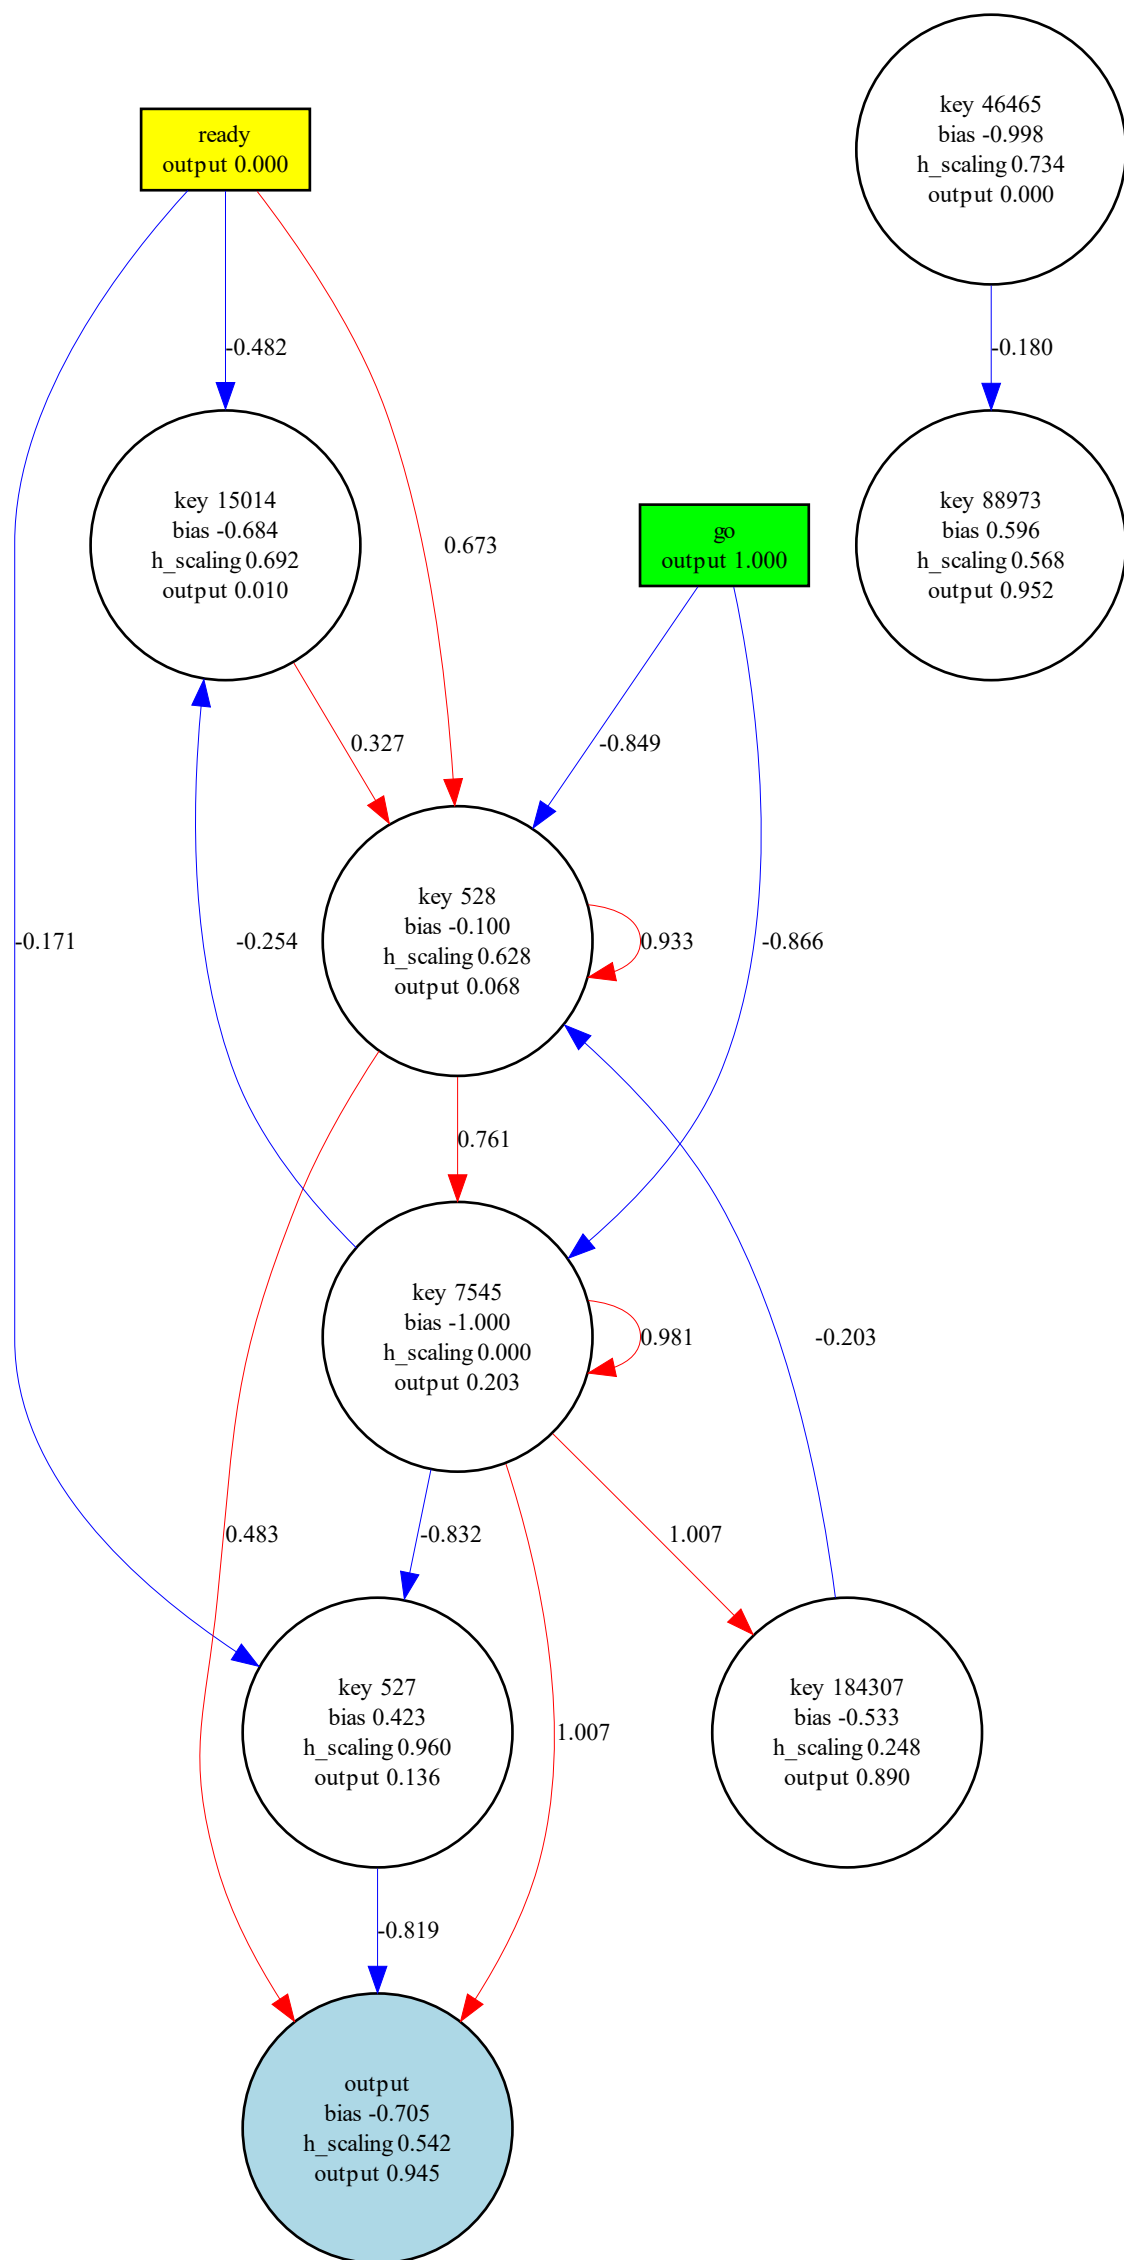 key 46465
bias -0.998
h_scaling 0.734
output 0.000
ready
output 0.000
-0.482
-0.180
key 15014
bias -0.684
h_scaling 0.692
output 0.010
0.673
go
output 1.000
key 88973
bias 0.596
h_scaling 0.568
output 0.952
0.327
-0.849
-0.171
-0.254
key 528
bias -0.100
h_scaling 0.628
output 0.068
0.933
-0.866
0.761
key 7545
bias -1.000
h_scaling 0.000
output 0.203
0.981
-0.203
0.483
-0.832
1.007
key 527
bias 0.423
h_scaling 0.960
output 0.136
1.007
key 184307
bias -0.533
h_scaling 0.248
output 0.890
-0.819
output
bias -0.705
h_scaling 0.542
output 0.945